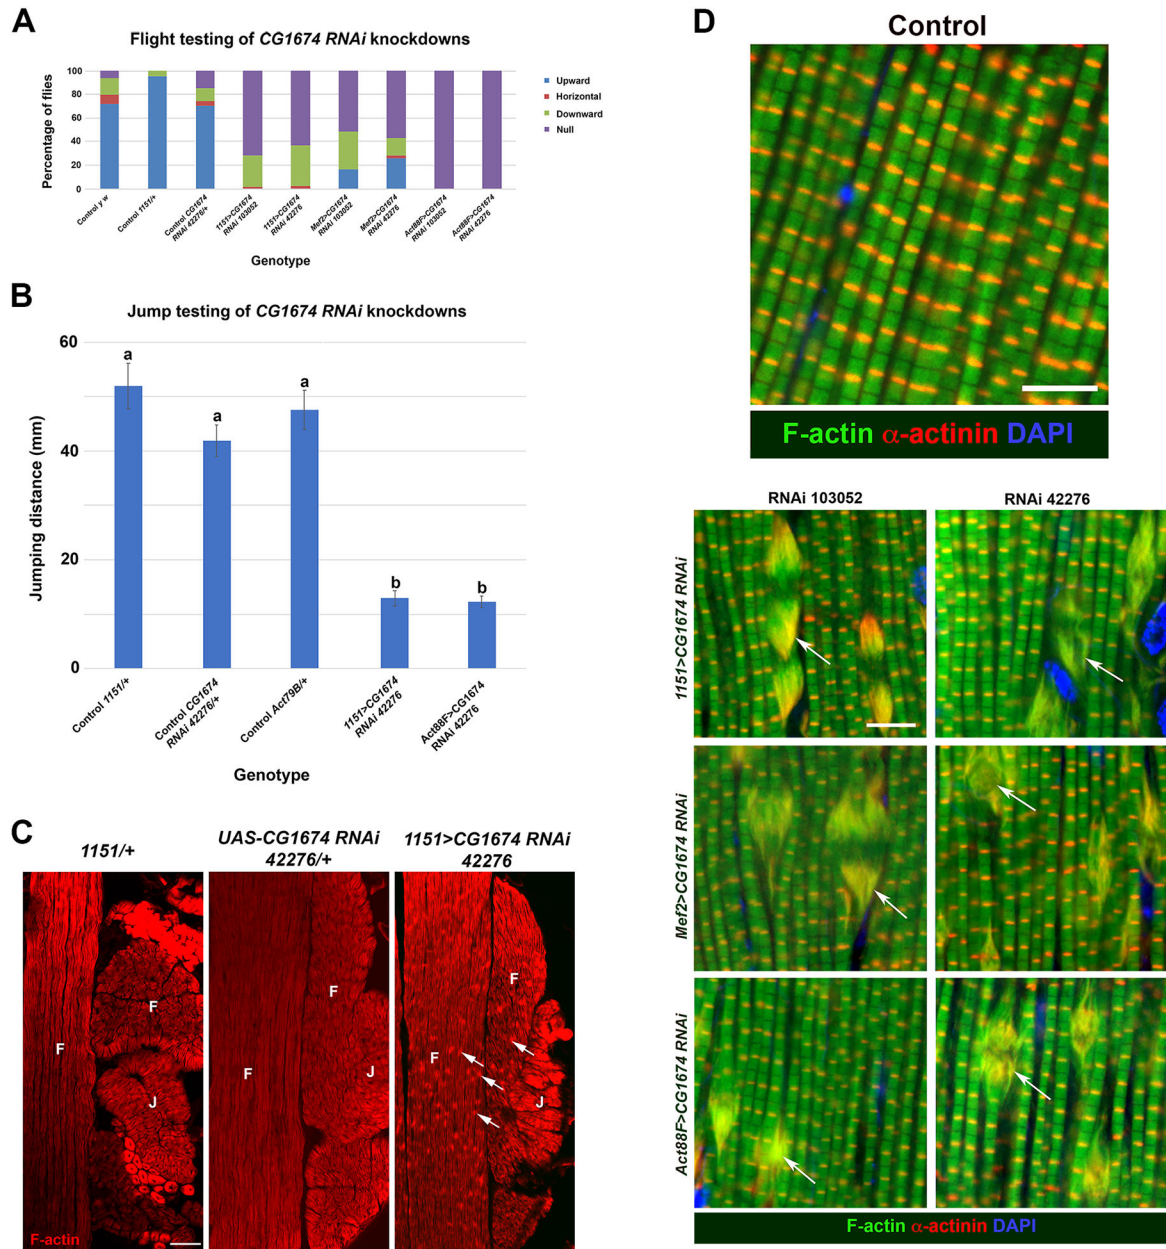 A
Flight testing of CG1674 RNAi knockdowns
Percentage of flies
100
80
60
40
20
0
Upward
Horizontal
Downward
Null
Control y w
Control 1151/+
Control CG1674
RNAi 42276/+
1151>CG1674
RNAi 103052
1151>CG1674
RNAi 42276
Mef2>CG1674
RNAi 103052
Mef2>CG1674
RNAi 42276
Act88F>CG1674
RNAi 103052
Act88F>CG1674
RNAi 42276
Genotype
B
Jump testing of CG1674 RNAi knockdowns
Jumping distance (mm)
60
40
20
0
a
a
a
b
b
Control 1151/+
Control CG1674
RNAi 42276/+
Control Act79B/+
1151>CG1674
RNAi 42276
Act88F>CG1674
RNAi 42276
Genotype
C
1151/+
UAS-CG1674 RNAi
42276/+
1151>CG1674 RNAi
42276
F
F
J
F
F
J
F
F
J
F-actin
D
Control
F-actin α-actinin DAPI
RNAi 103052
RNAi 42276
1151>CG1674 RNAi
Mef2>CG1674 RNAi
Act88F>CG1674 RNAi
F-actin α-actinin DAPI